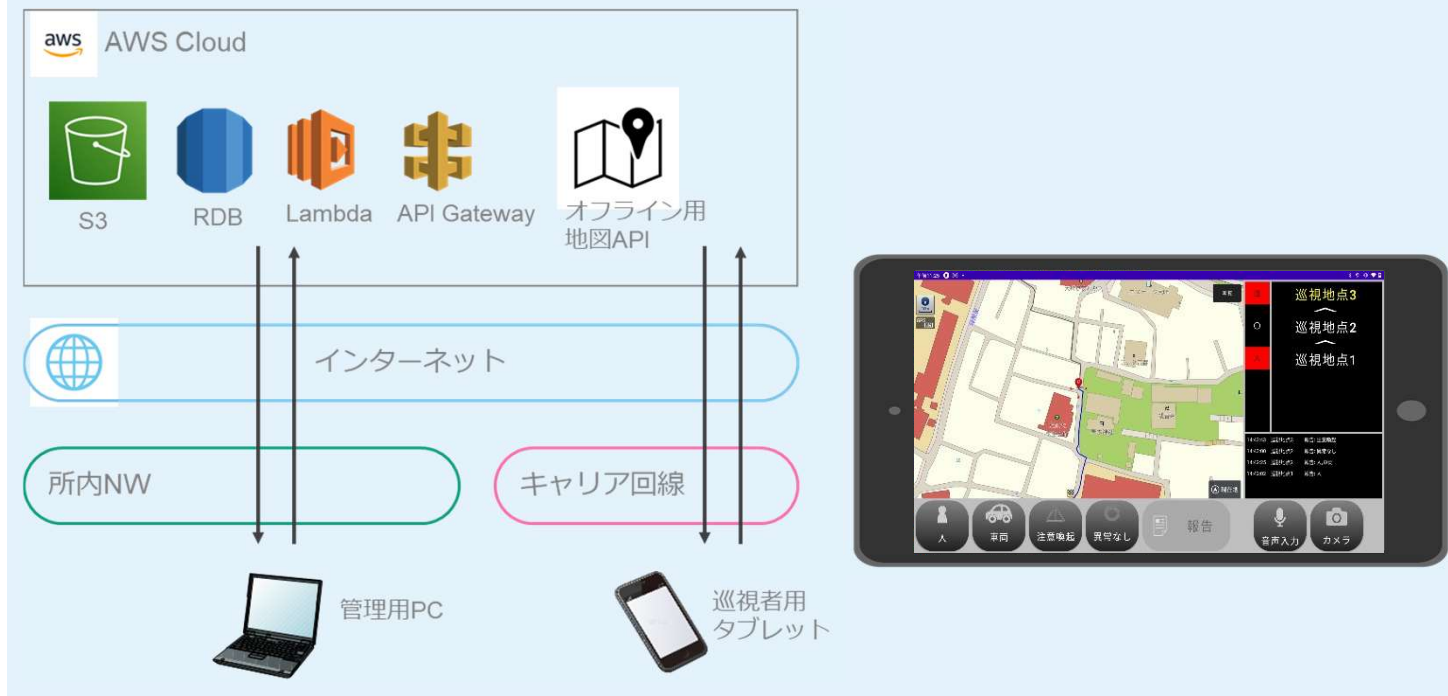 aws
AWS Cloud
S3
RDB
Lambda
API Gateway
オフライン用
地図API
インターネット
所内NW
キャリア回線
管理用PC
巡視者用
タブレット
巡視地点3
巡視地点2
巡視地点1
現在地
人
車両
注意喚起
異常なし
報告
音声入力
カメラ